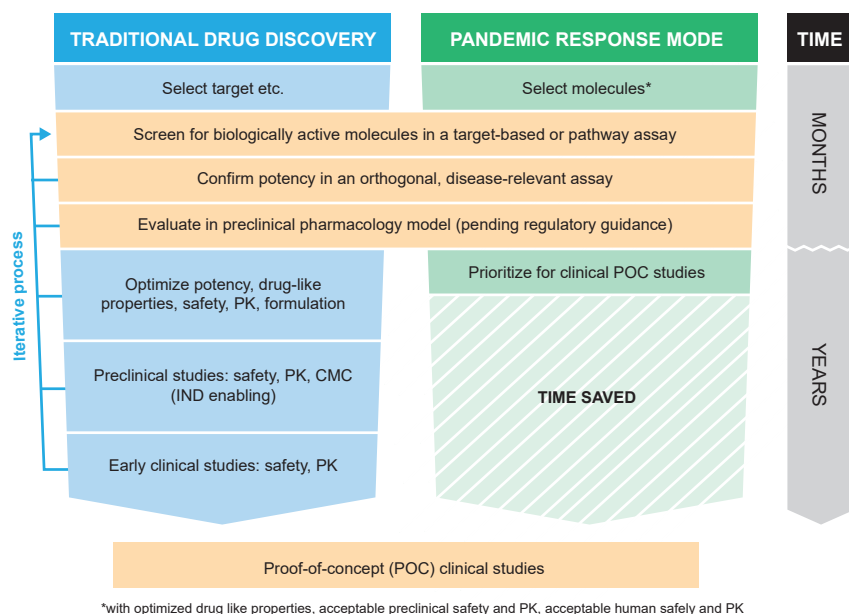 TRADITIONAL DRUG DISCOVERY
PANDEMIC RESPONSE MODE
TIME
Select target etc.
Select molecules*
Screen for biologically active molecules in a target-based or pathway assay
Confirm potency in an orthogonal, disease-relevant assay
Evaluate in preclinical pharmacology model (pending regulatory guidance)
MONTHS
Iterative process
Optimize potency, drug-like
properties, safety, PK, formulation
Prioritize for clinical POC studies
Preclinical studies: safety, PK, CMC
(IND enabling)
TIME SAVED
YEARS
Early clinical studies: safety, PK
Proof-of-concept (POC) clinical studies
*with optimized drug like properties, acceptable preclinical safety and PK, acceptable human safely and PK